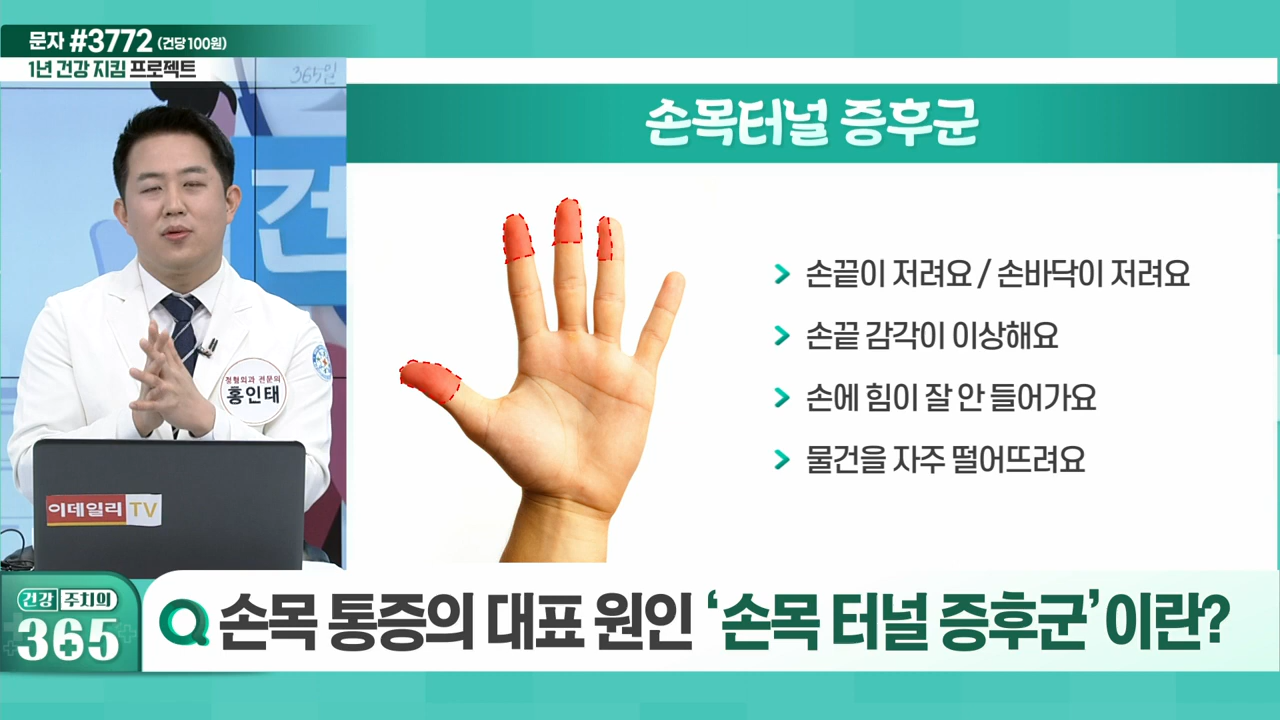 문자 #3772 (건당 100원)
1년 건강 지킴 프로젝트
365일
건
손목터널 증후군
손끝이 저려요 / 손바닥이 저려요
손끝 감각이 이상해요
손에 힘이 잘 안 들어가요
물건을 자주 떨어뜨려요
정형외과 전문의
홍인태
이데일리 TV
건강 주치의
365
Q 손목 통증의 대표 원인 ‘손목 터널 증후군’이란?